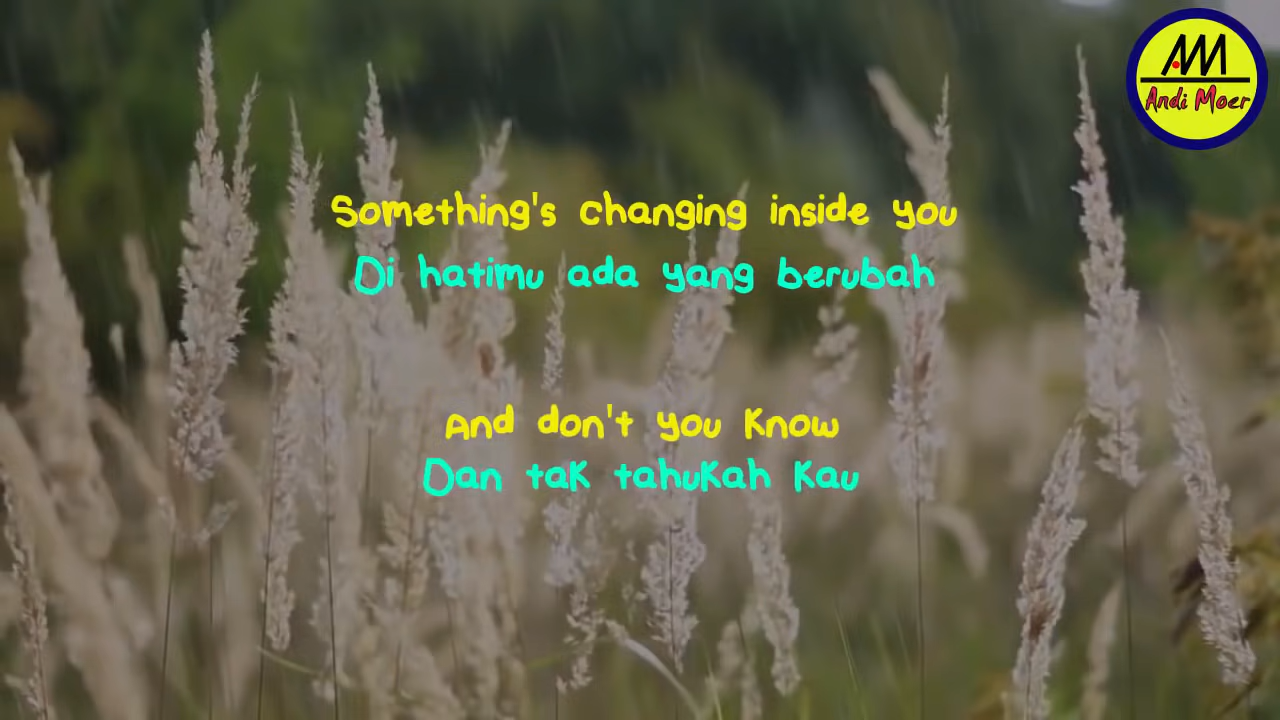 AM
Andi Moer
Something's changing inside you
Di hatimu ada yang berubah
And don't you know
Dan tak tahukah kau